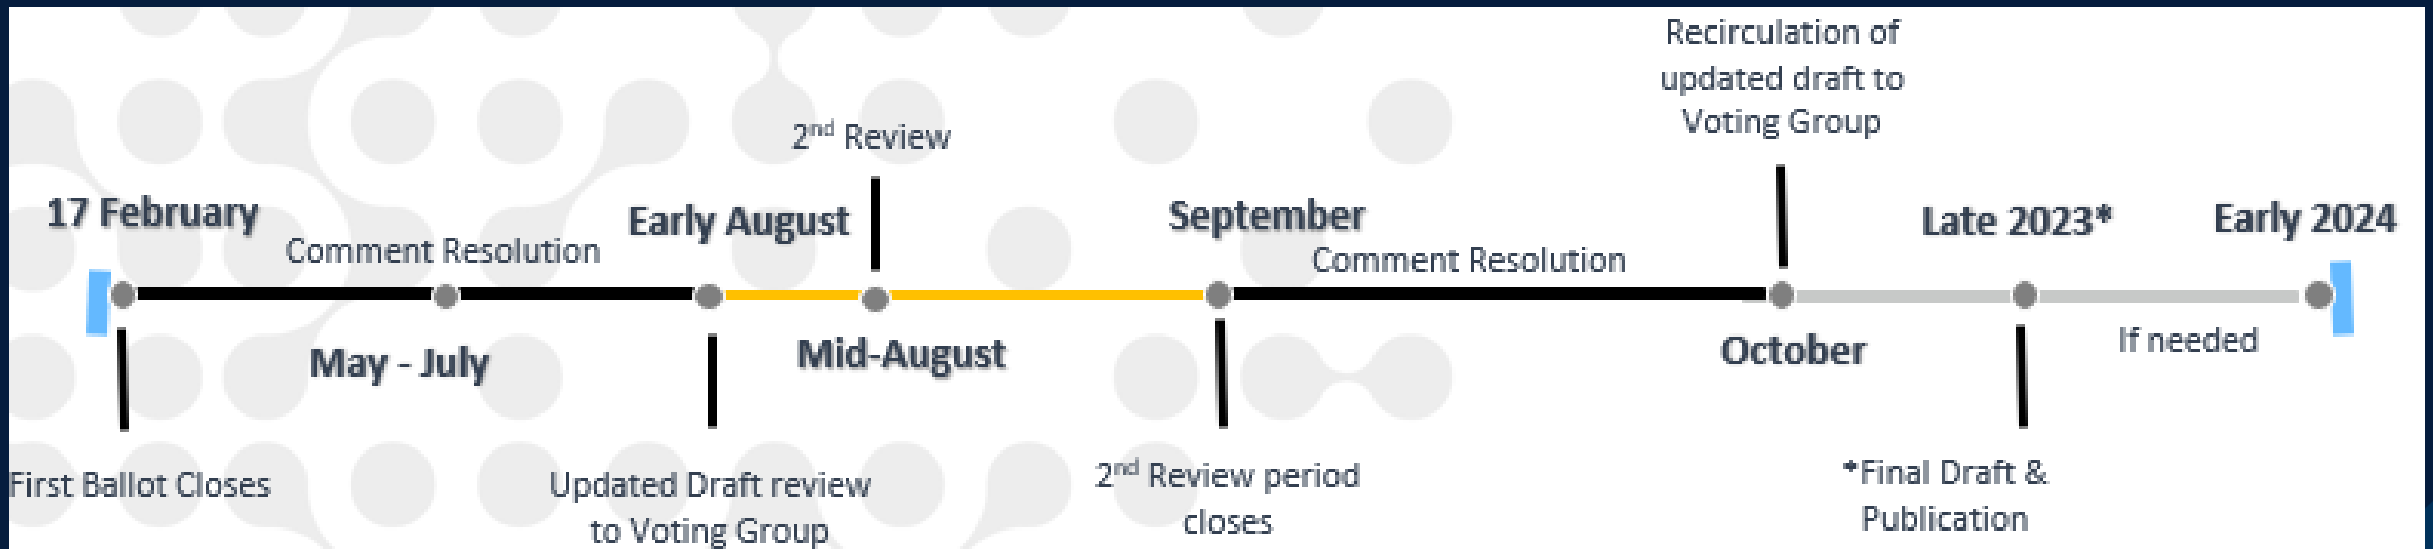 Recirculation of
updated draft to
Voting Group
2nd Review
17 February
Early August
September
Late 2023*
Early 2024
Comment Resolution
Comment Resolution
May - July
Mid-August
October
If needed
First Ballot Closes
Updated Draft review
to Voting Group
2nd Review period
closes
*Final Draft &
Publication